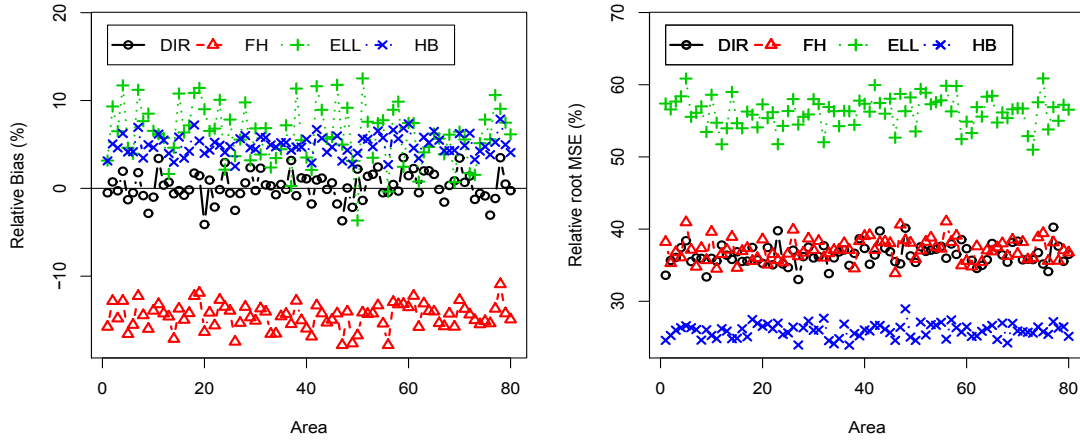 20
DIR FH ELL HB
10
0
−10
Relative Bias (%)
0 20 40 60 80
Area
70
DIR FH ELL HB
60
50
40
30
Relative root MSE (%)
0 20 40 60 80
Area